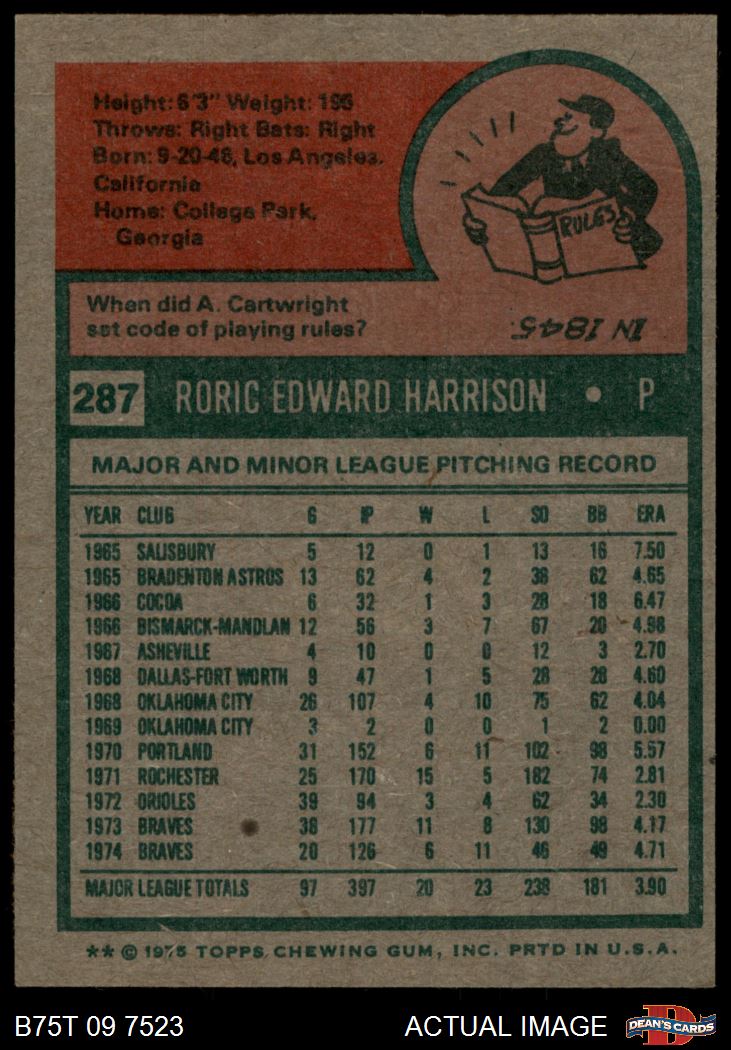 Height: 6'3" Weight: 195
Throws: Right Bats: Right
Born: 9-20-46, Los Angeles,
California
Home: College Park,
Georgia
RULES
When did A. Cartwright
set code of playing rules?
IN 1845.
287 RORIC EDWARD HARRISON • P
MAJOR AND MINOR LEAGUE PITCHING RECORD
YEAR CLUB G IP W L SO BB ERA
1965 SALISBURY 5 12 0 1 13 16 7.50
1965 BRADENTON ASTROS 13 62 4 2 36 62 4.65
1966 COCOA 6 32 1 3 28 18 6.47
1966 BISMARCK-MANDLAN 12 56 3 7 67 20 4.98
1967 ASHEVILLE 4 10 0 0 12 3 2.70
1968 DALLAS-FORT WORTH 9 47 1 5 28 28 4.60
1968 OKLAHOMA CITY 26 107 4 10 75 62 4.04
1969 OKLAHOMA CITY 3 2 0 0 1 2 0.00
1970 PORTLAND 31 152 6 11 102 98 5.57
1971 ROCHESTER 25 170 15 5 182 74 2.81
1972 ORIOLES 39 94 3 4 62 34 2.30
1973 BRAVES 38 177 11 8 130 98 4.17
1974 BRAVES 20 126 6 11 46 49 4.71
MAJOR LEAGUE TOTALS 97 397 20 23 238 181 3.90
** © 1975 TOPPS CHEWING GUM, INC. PRTD IN U.S.A.
B75T 09 7523 ACTUAL IMAGE D DEAN'S CARDS